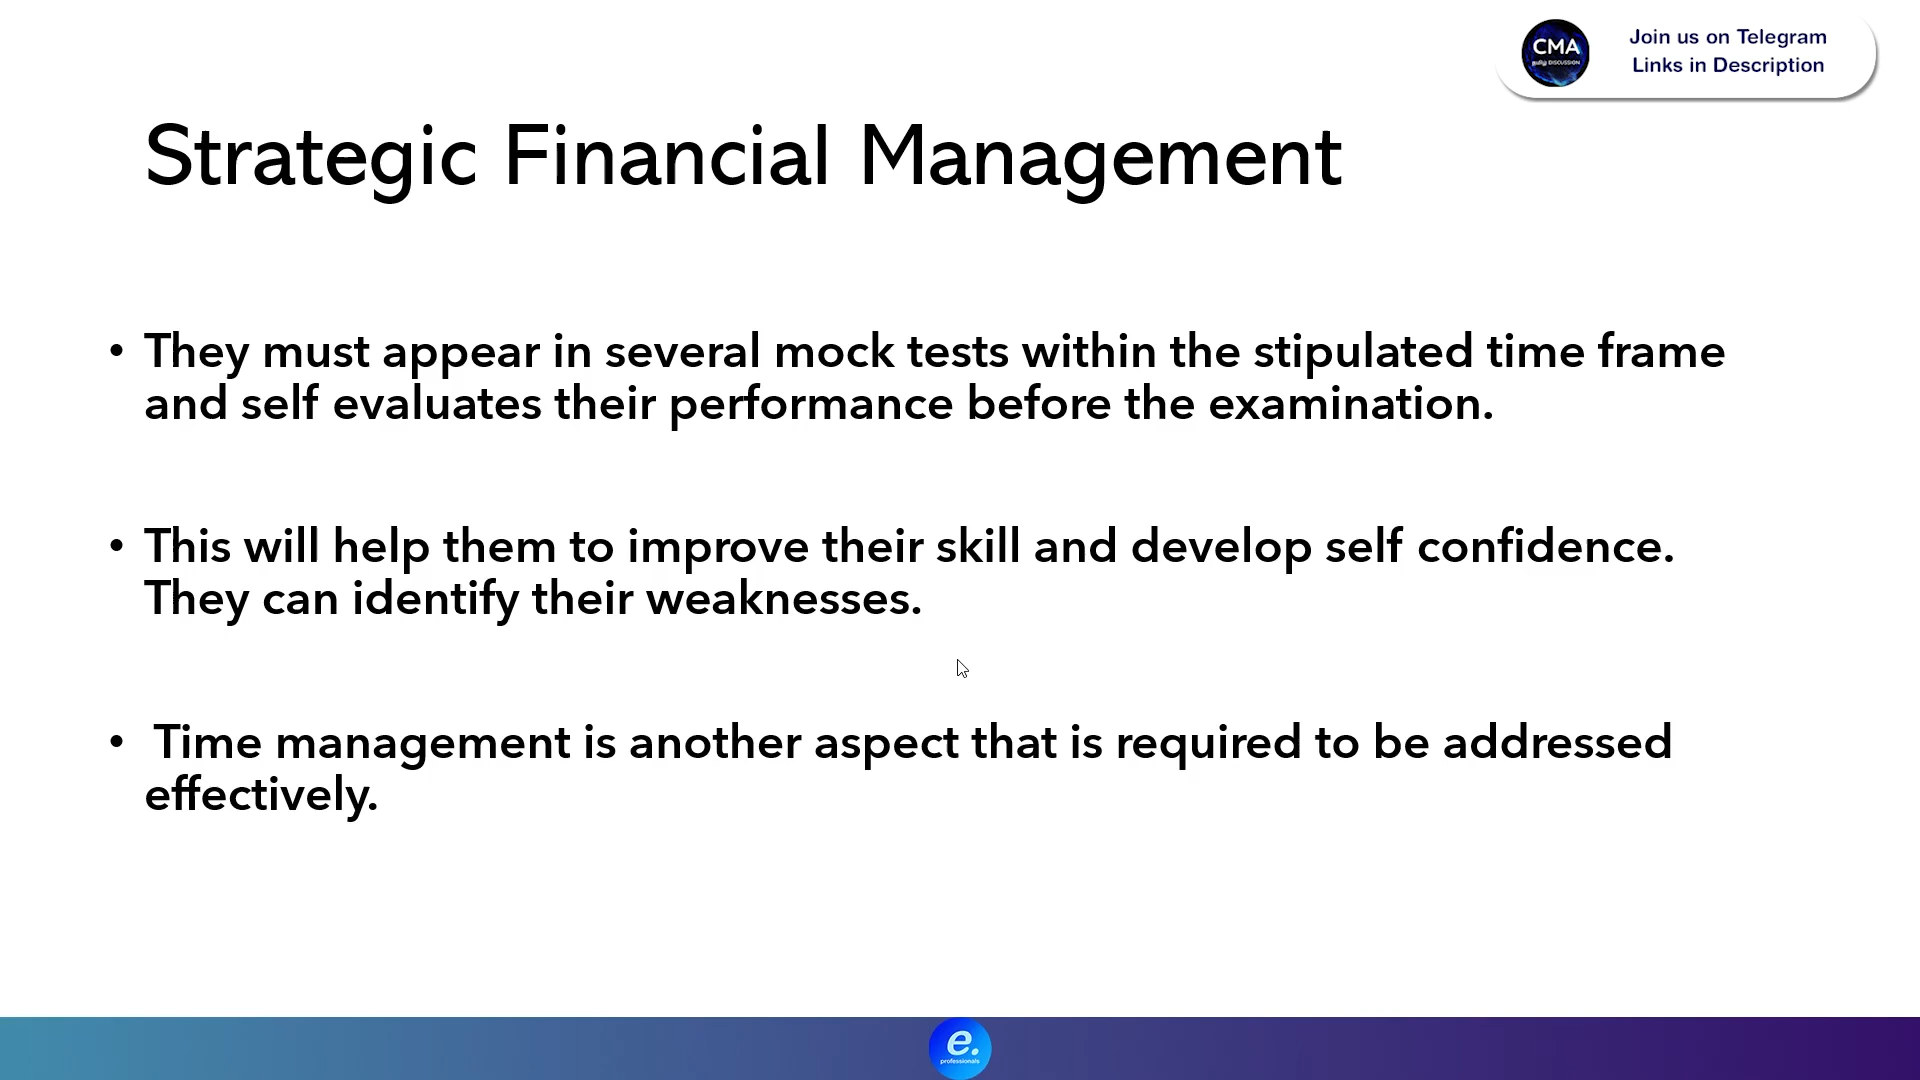 CMA
தமிழ் DISCUSSION
Join us on Telegram
Links in Description
Strategic Financial Management
• They must appear in several mock tests within the stipulated time frame
and self evaluates their performance before the examination.
• This will help them to improve their skill and develop self confidence.
They can identify their weaknesses.
• Time management is another aspect that is required to be addressed
effectively.
e.
professionals